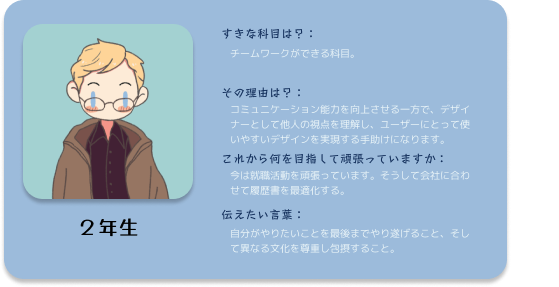 すきな科目は？：
チームワークができる科目。
その理由は？：
コミュニケーション能力を向上させる一方で、デザイ
ナーとして他人の視点を理解し、ユーザーにとって使
いやすいデザインを実現する手助けになります。
これから何を目指して頑張っていますか：
今は就職活動を頑張っています。そうして会社に合わ
せて履歴書を最適化する。
２年生
伝えたい言葉：
自分がやりたいことを最後までやり遂げること、そし
て異なる文化を尊重し包摂すること。